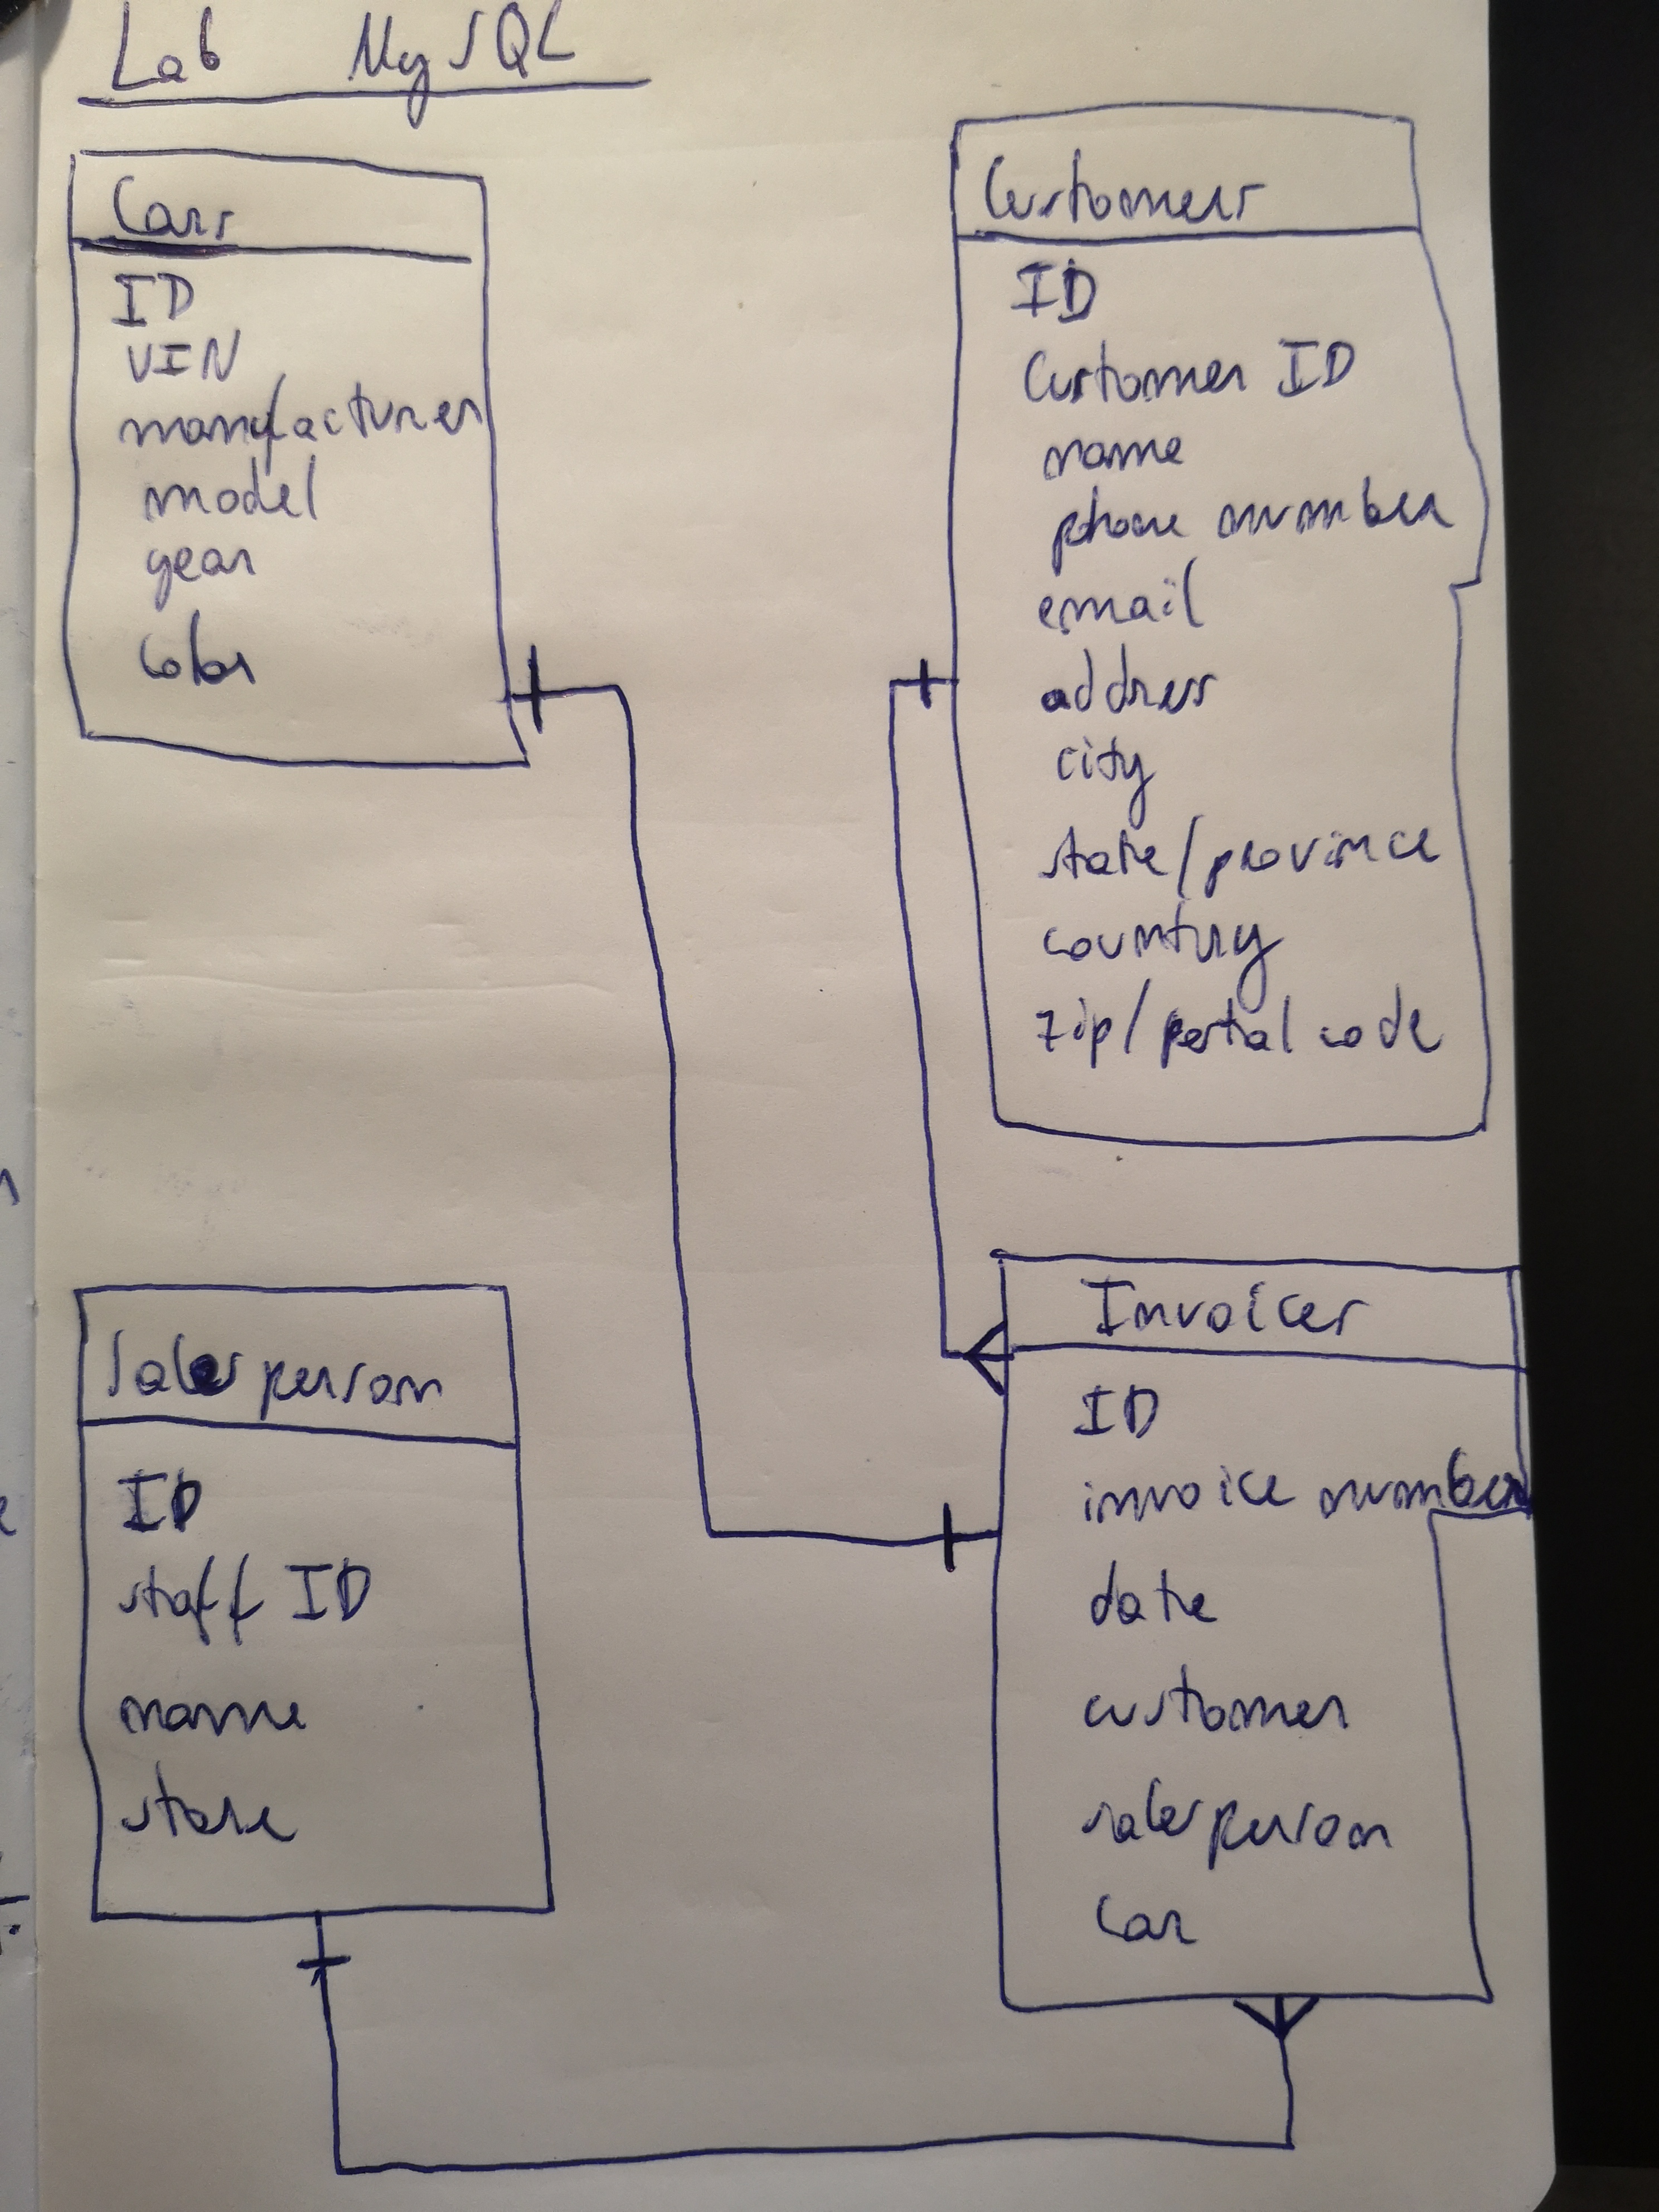 Lab MySQL
Cars
ID
VIN
manufacturer
model
year
color
Customers
ID
Customer ID
name
phone number
email
address
city
state/province
country
zip/postal code
Salesperson
ID
staff ID
name
store
Invoices
ID
invoice number
date
customer
salesperson
car